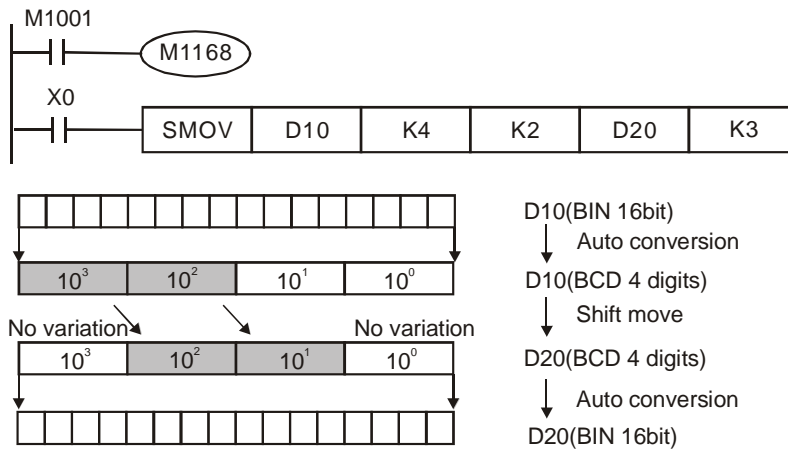 M1001
M1168
X0
SMOV D10 K4 K2 D20 K3
D10(BIN 16bit)
Auto conversion
10³ 10² 10¹ 10⁰
D10(BCD 4 digits)
Shift move
No variation No variation
10³ 10² 10¹ 10⁰
D20(BCD 4 digits)
Auto conversion
D20(BIN 16bit)